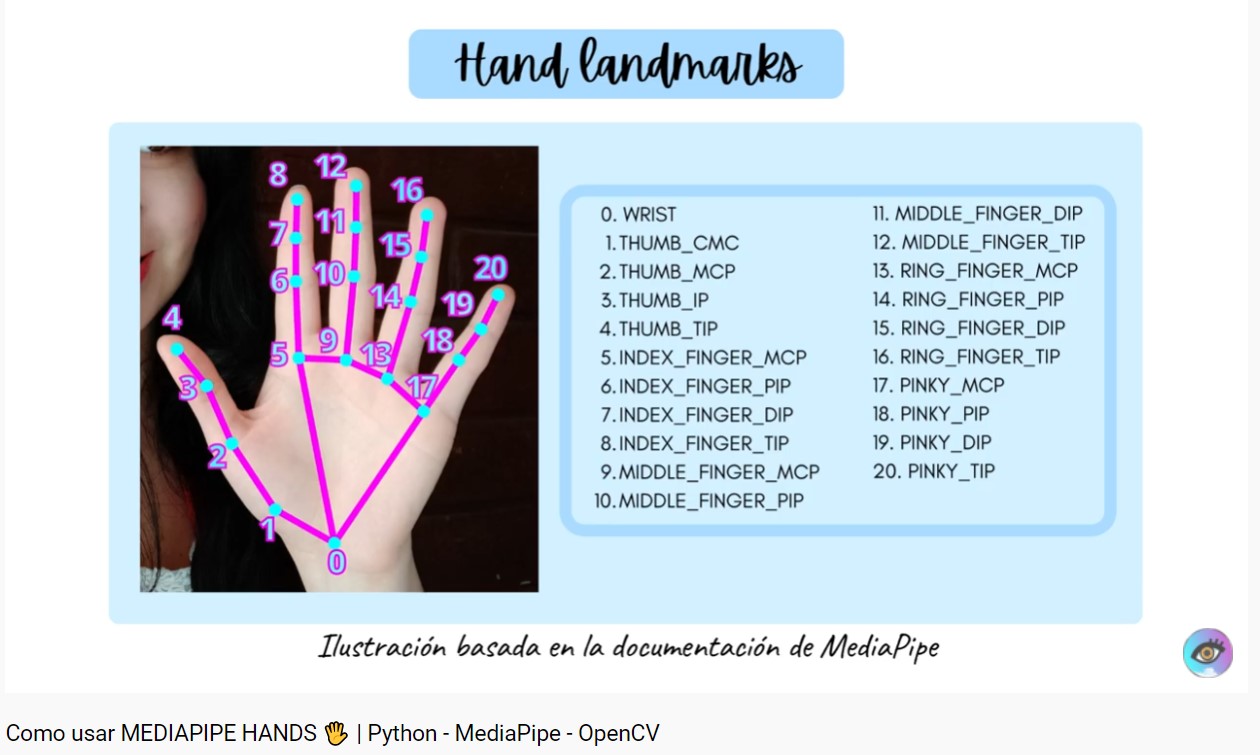 Hand landmarks
8
12
16
7
11
15
20
6
10
14
19
4
5
9
13
18
3
17
2
1
0
0. WRIST
1. THUMB_CMC
2. THUMB_MCP
3. THUMB_IP
4. THUMB_TIP
5. INDEX_FINGER_MCP
6. INDEX_FINGER_PIP
7. INDEX_FINGER_DIP
8. INDEX_FINGER_TIP
9. MIDDLE_FINGER_MCP
10. MIDDLE_FINGER_PIP
11. MIDDLE_FINGER_DIP
12. MIDDLE_FINGER_TIP
13. RING_FINGER_MCP
14. RING_FINGER_PIP
15. RING_FINGER_DIP
16. RING_FINGER_TIP
17. PINKY_MCP
18. PINKY_PIP
19. PINKY_DIP
20. PINKY_TIP
Ilustración basada en la documentación de MediaPipe
Como usar MEDIAPIPE HANDS 🖐 | Python - MediaPipe - OpenCV